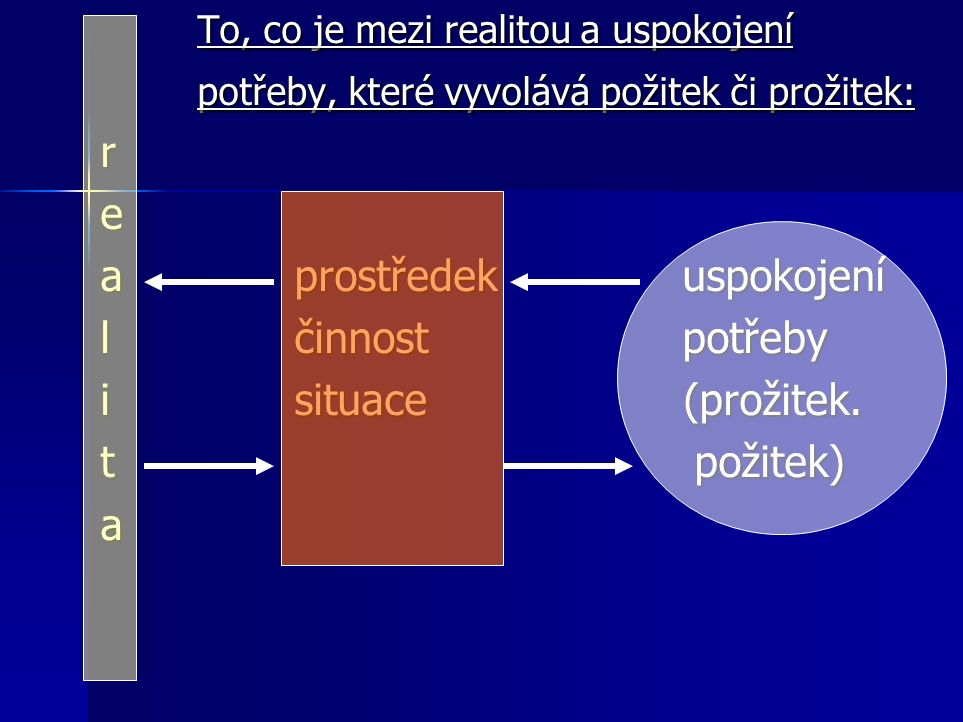 To, co je mezi realitou a uspokojení
potřeby, které vyvolává požitek či prožitek:
r
e
a
l
i
t
a
prostředek
činnost
situace
uspokojení
potřeby
(prožitek.
požitek)